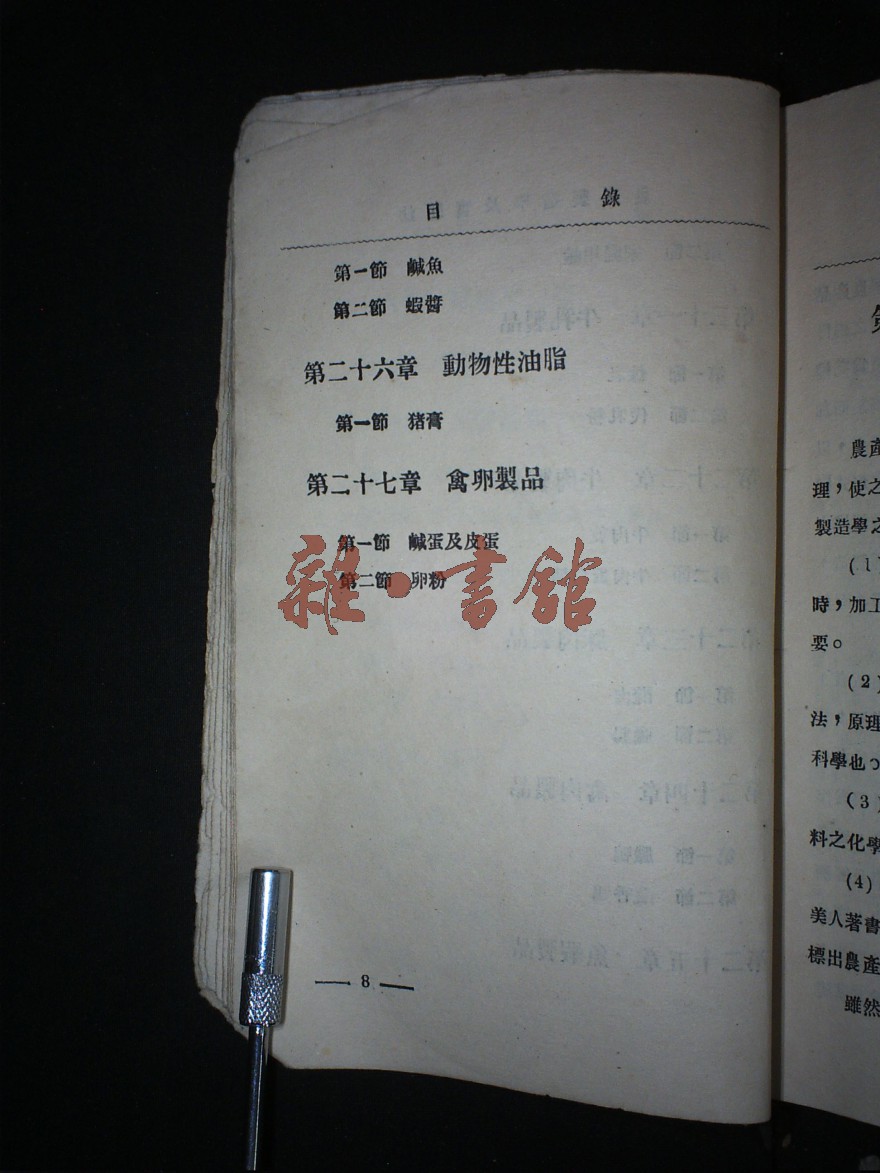 目 錄
第一節 鹹魚
第二節 蝦醬
第二十六章 動物性油脂
第一節 猪膏
第二十七章 禽卵製品
第一節 鹹蛋及皮蛋
第二節 卵粉
雜·書舘
— 8 —
農產
理，使之
製造學之
(1)
時，加工
要。
(2)
法，原理
科學也。
(3)
料之化學
(4)
美人著書
標出農產
雖然